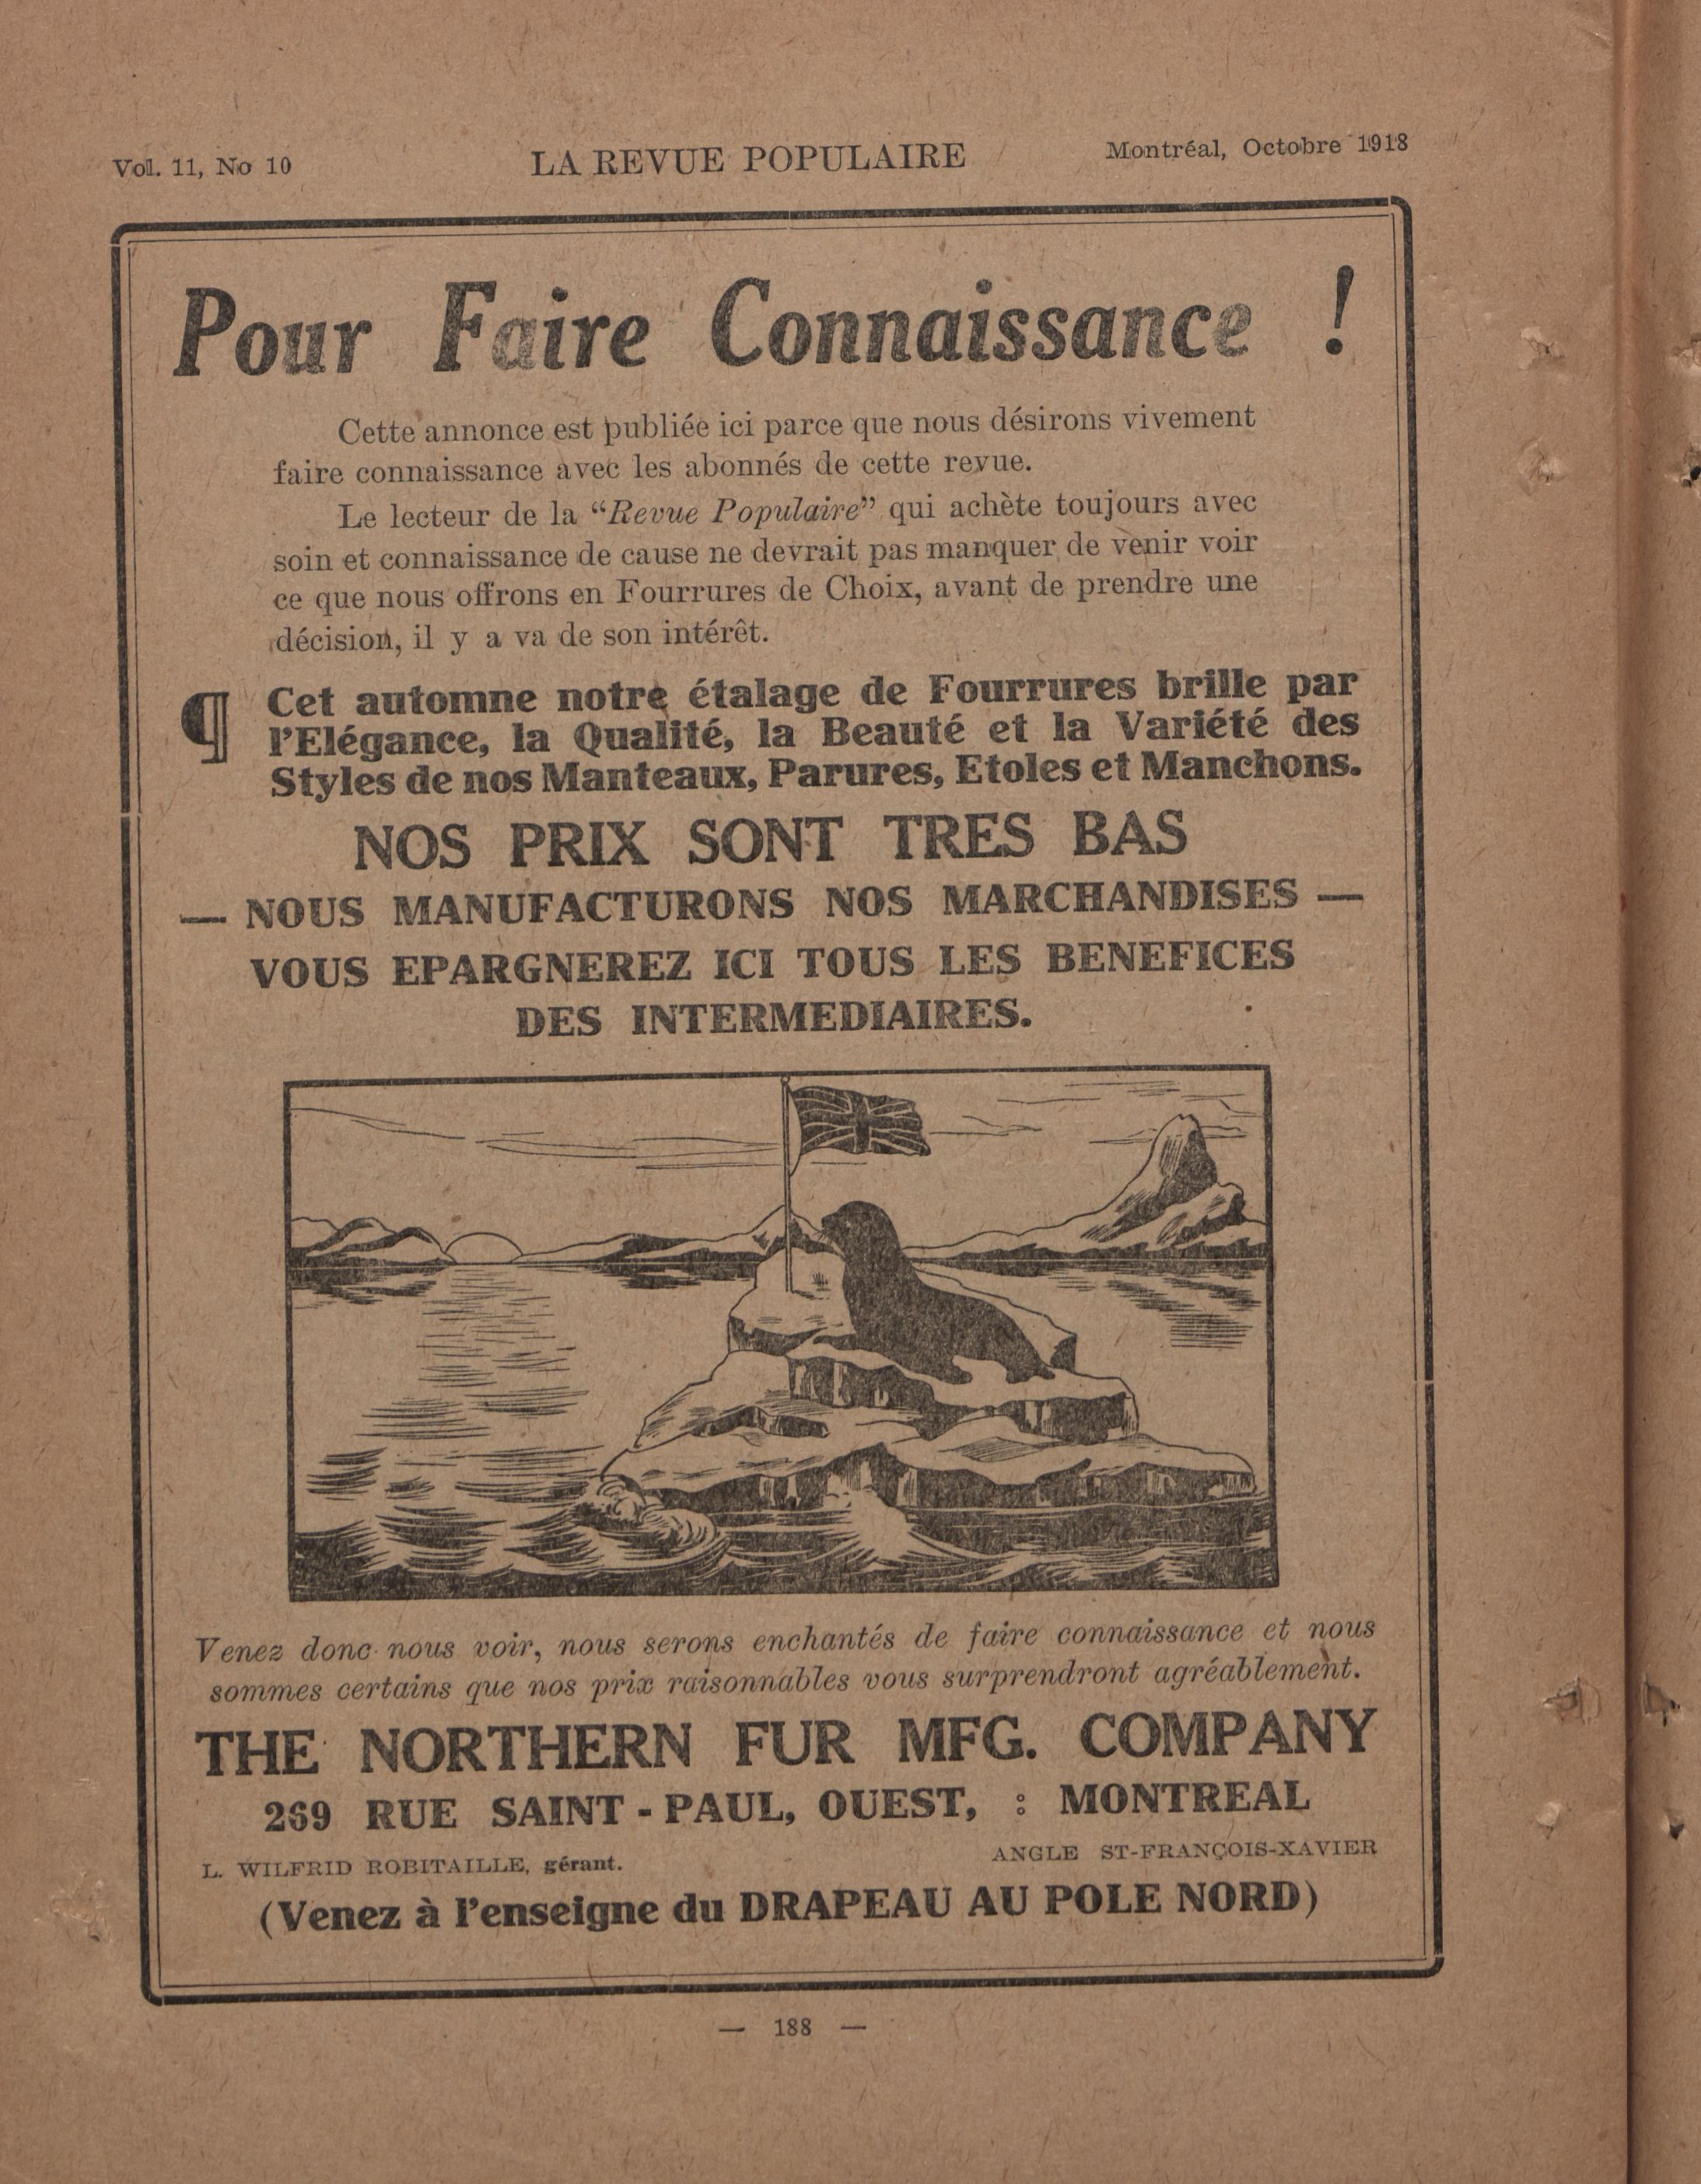 Vol. 11, No 10
LA REVUE POPULAIRE
Montréal, Octobre 1918
Pour Faire Connaissance !
Cette annonce est publiée ici parce que nous désirons vivement
faire connaissance avec les abonnés de cette revue.
Le lecteur de la “Revue Populaire” qui achète toujours avec
soin et connaissance de cause ne devrait pas manquer de venir voir
ce que nous offrons en Fourrures de Choix, avant de prendre une
décision, il y a va de son intérêt.
¶ Cet automne notre étalage de Fourrures brille par
l’Elégance, la Qualité, la Beauté et la Variété des
Styles de nos Manteaux, Parures, Etoles et Manchons.
NOS PRIX SONT TRES BAS
— NOUS MANUFACTURONS NOS MARCHANDISES —
VOUS EPARGNEREZ ICI TOUS LES BENEFICES
DES INTERMEDIAIRES.
Venez donc nous voir, nous serons enchantés de faire connaissance et nous
sommes certains que nos prix raisonnables vous surprendront agréablement.
THE NORTHERN FUR MFG. COMPANY
269 RUE SAINT-PAUL, OUEST, : MONTREAL
L. WILFRID ROBITAILLE, gérant.
ANGLE ST-FRANÇOIS-XAVIER
(Venez à l’enseigne du DRAPEAU AU POLE NORD)
— 188 —